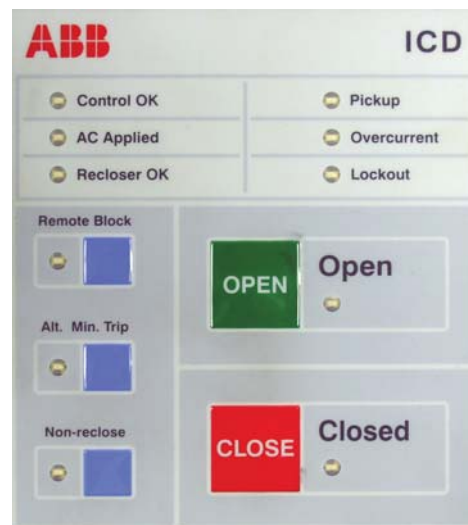 ABB ICD
Control OK Pickup
AC Applied Overcurrent
Recloser OK Lockout
Remote Block
OPEN Open
Alt. Min. Trip
Non-reclose
CLOSE Closed